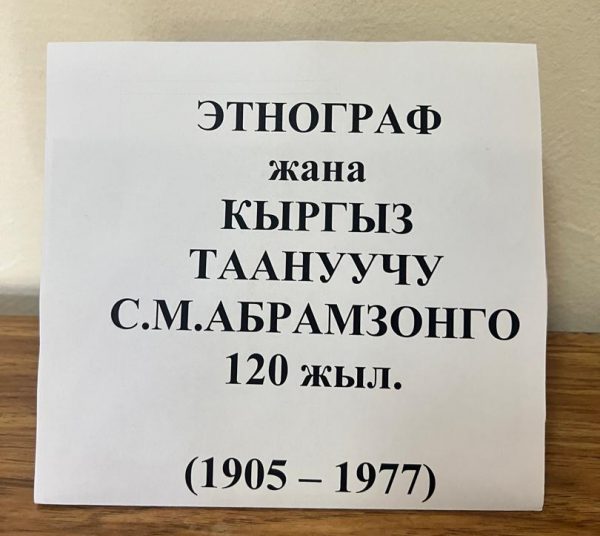 ЭТНОГРАФ
жана
КЫРГЫЗ
ТААНУУЧУ
С.М.АБРАМЗОНГО
120 жыл.
(1905 – 1977)